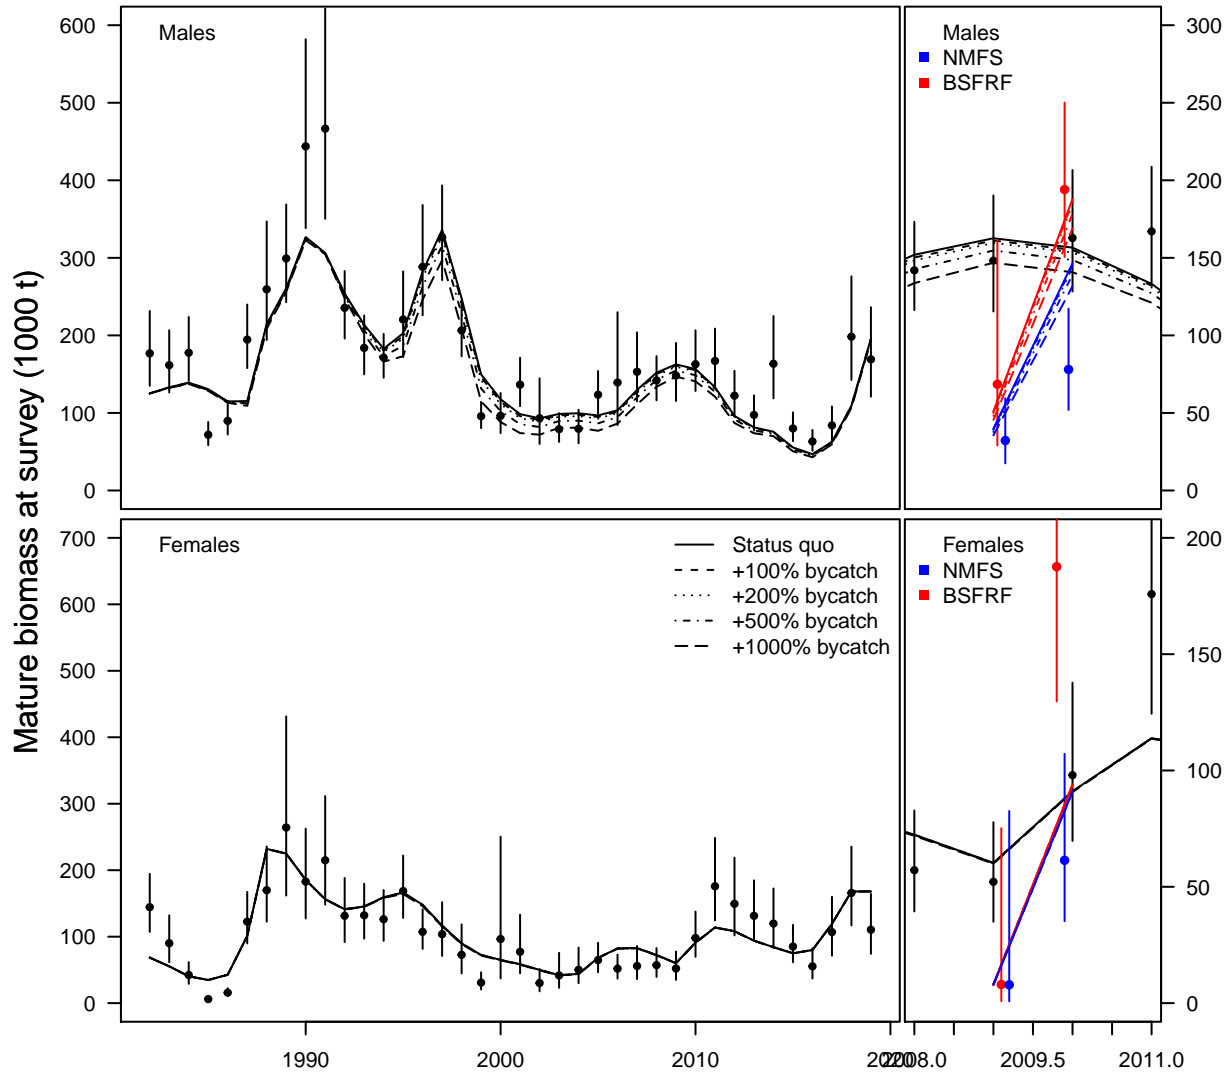 Mature biomass at survey (1000 t)
Males
600
500
400
300
200
100
0
Males
NMFS
BSFRF
300
250
200
150
100
50
0
Females
700
600
500
400
300
200
100
0
Status quo
+100% bycatch
+200% bycatch
+500% bycatch
+1000% bycatch
Females
NMFS
BSFRF
200
150
100
50
0
1990
2000
2010
2020
2008.0
2009.5
2011.0